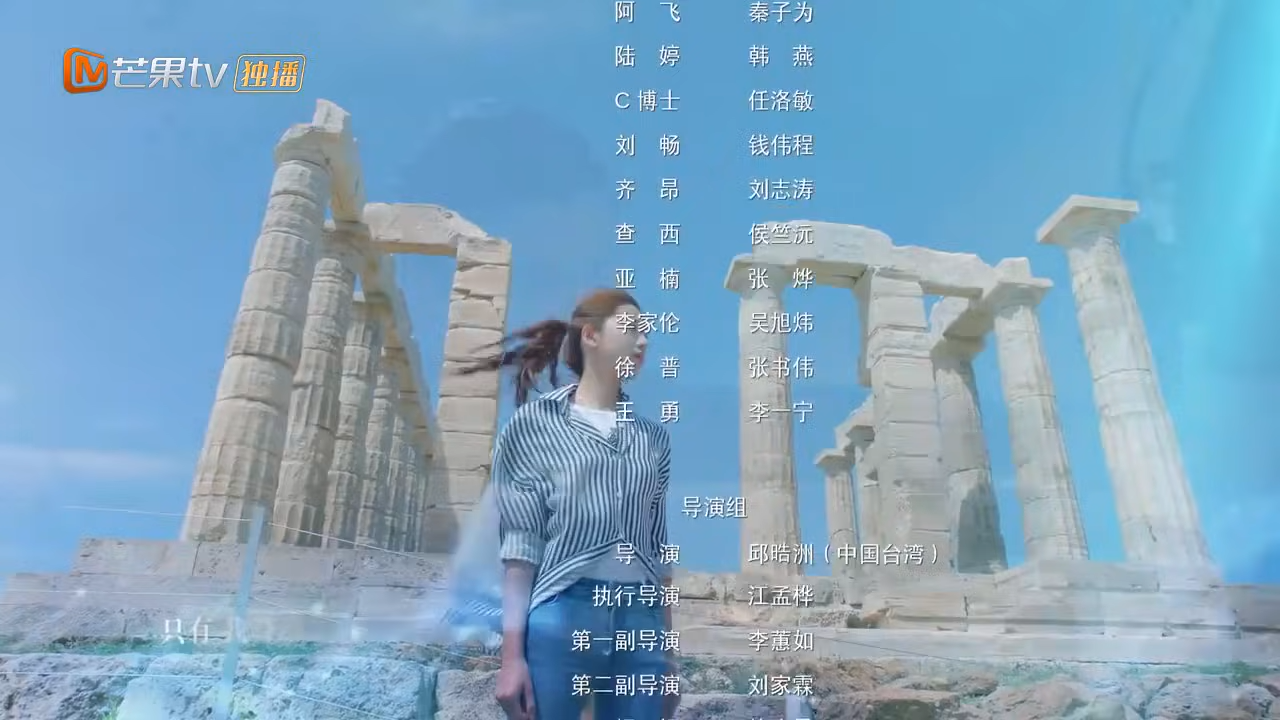 芒果tv 独播
阿飞 秦子为
陆婷 韩燕
C博士 任洛敏
刘畅 钱伟程
齐昂 刘志涛
查西 侯竺沅
亚楠 张烨
李家伦 吴旭炜
徐普 张书伟
王勇 李一宁
导演组
导演 邱晧洲（中国台湾）
执行导演 江孟桦
第一副导演 李蕙如
第二副导演 刘家霖
只有